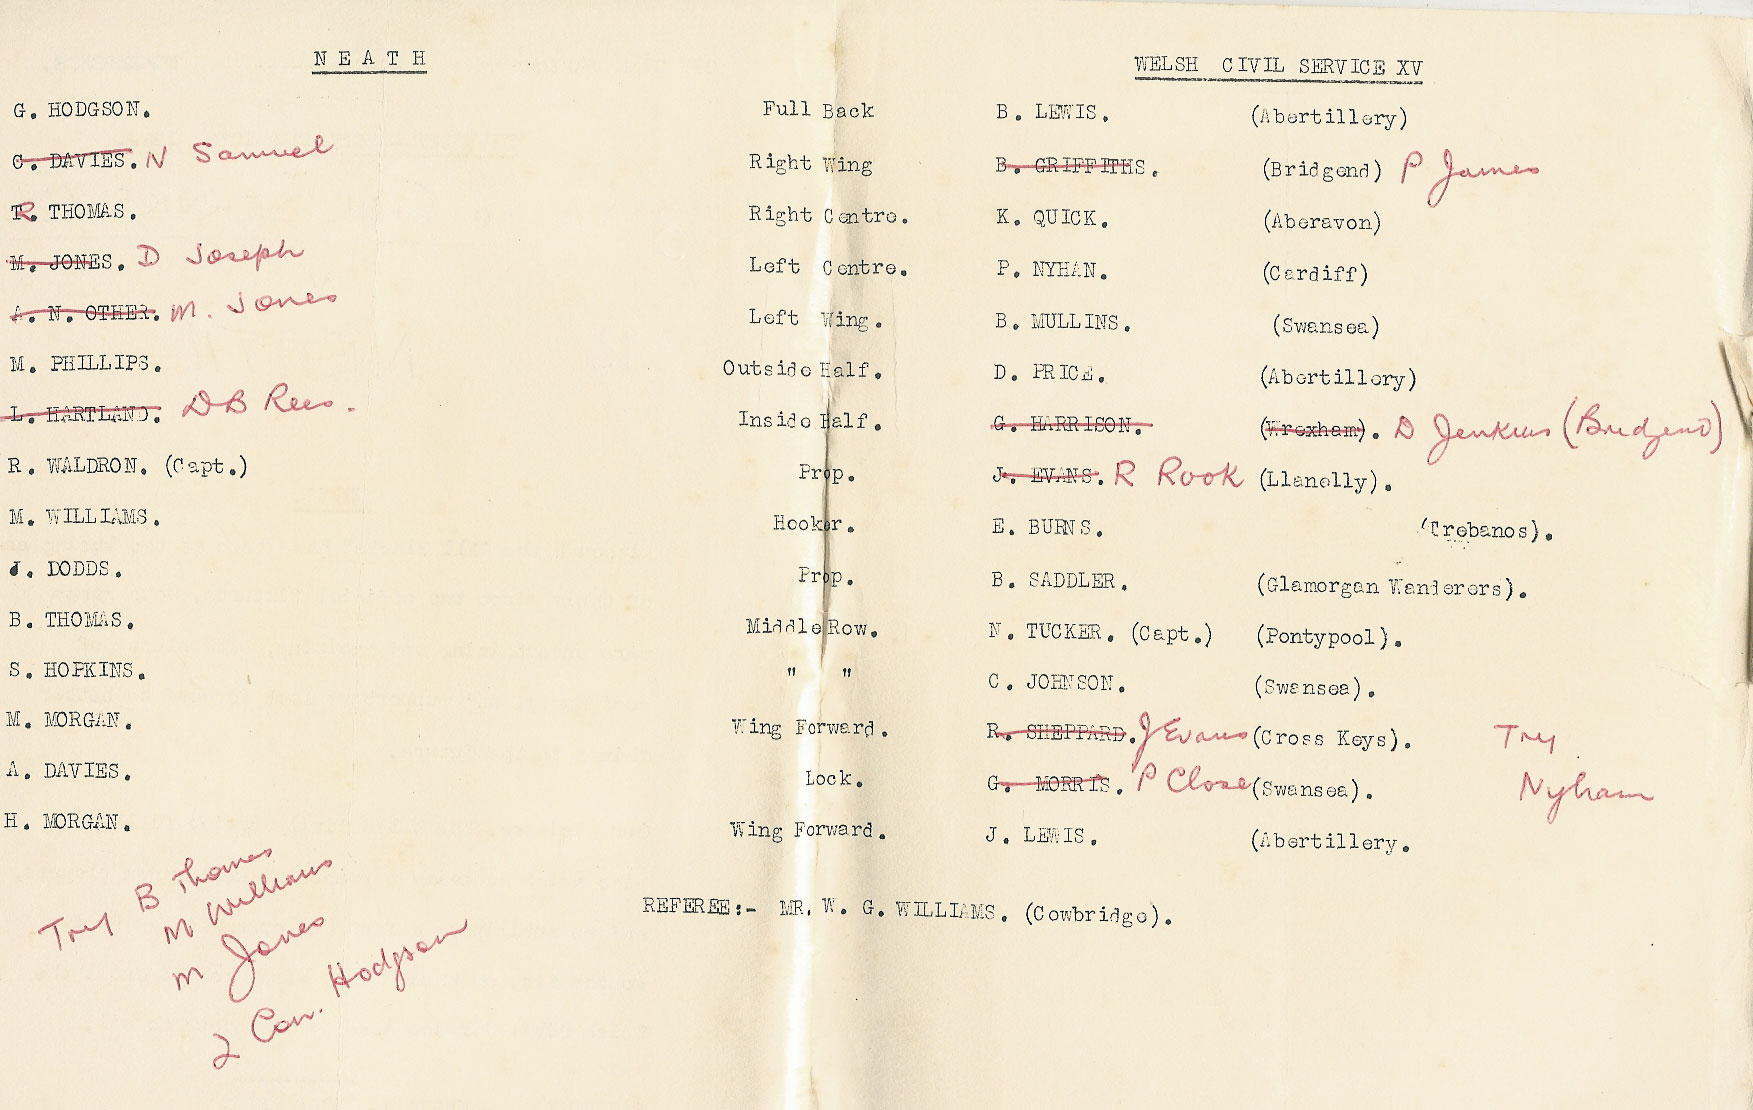 NEATH WELSH CIVIL SERVICE XV
G. HODGSON. Full Back B. LEWIS. (Abertillery)
C. DAVIES. N Samuel Right Wing B. GRIFFITHS. (Bridgend) P James
R. THOMAS. Right Centre. K. QUICK. (Aberavon)
M. JONES. D Joseph Left Centre. P. NYHAN. (Cardiff)
A. N. OTHER. M. Jones Left Wing. B. MULLINS. (Swansea)
M. PHILLIPS. Outside Half. D. PRICE. (Abertillery)
L. HARTLAND. D B Rees. Inside Half. G. HARRISON. (Wrexham). D Jenkins (Bridgend)
R. WALDRON. (Capt.) Prop. J. EVANS. R Rook (Llanelly).
M. WILLIAMS. Hooker. E. BURNS. (Trebanos).
J. DODDS. Prop. B. SADDLER. (Glamorgan Wanderers).
B. THOMAS. Middle Row. N. TUCKER. (Capt.) (Pontypool).
S. HOPKINS. " " C. JOHNSON. (Swansea).
M. MORGAN. Wing Forward. R. SHEPPARD. J Evans (Cross Keys). Try
A. DAVIES. Lock. G. MORRIS. P Close (Swansea). Nyhan
H. MORGAN. Wing Forward. J. LEWIS. (Abertillery.
Try B Thomas
M Williams
M Jones
2 Con. Hodgson
REFEREE:- MR. W. G. WILLIAMS. (Cowbridge).